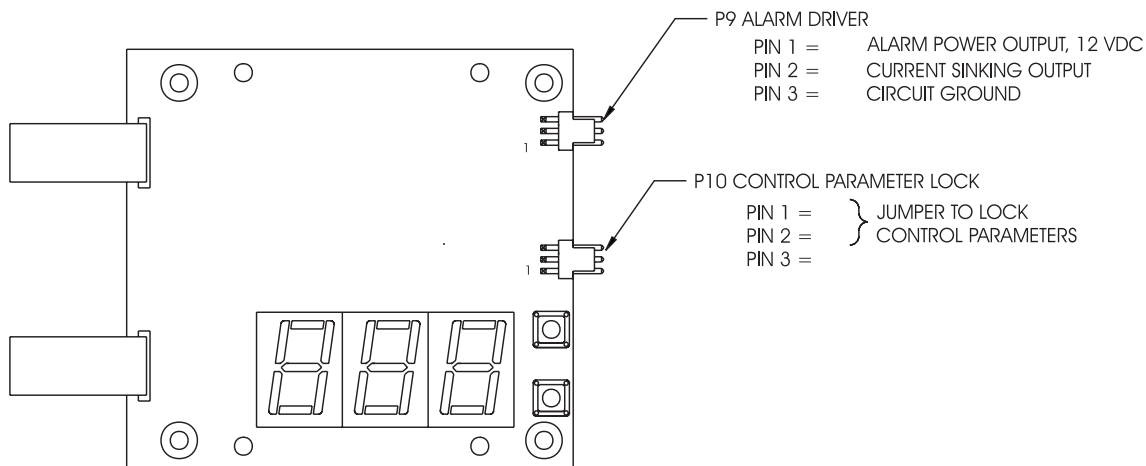 P9 ALARM DRIVER
PIN 1 = ALARM POWER OUTPUT, 12 VDC
PIN 2 = CURRENT SINKING OUTPUT
PIN 3 = CIRCUIT GROUND
1
P10 CONTROL PARAMETER LOCK
PIN 1 = JUMPER TO LOCK
PIN 2 = CONTROL PARAMETERS
PIN 3 =
1
888